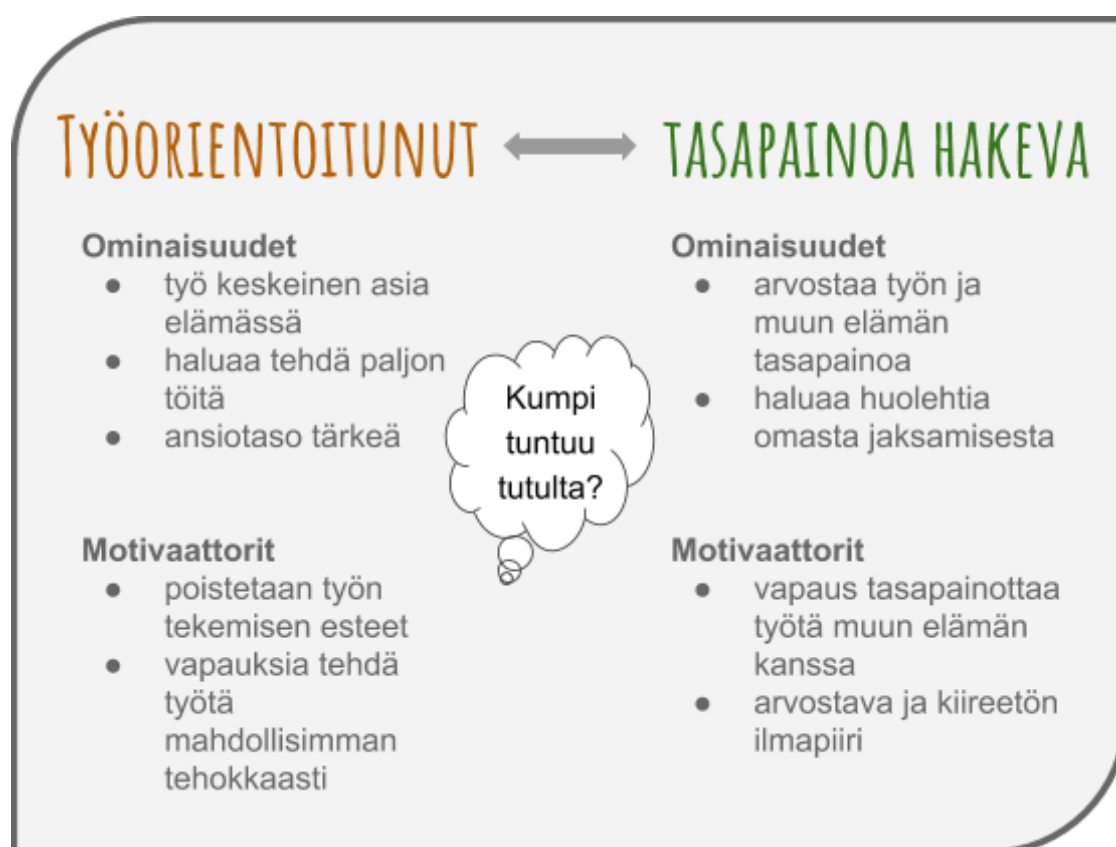 TYÖORIENTOITUNUT
Ominaisuudet
● työ keskeinen asia
elämässä
● haluaa tehdä paljon
töitä
● ansiotaso tärkeä
Motivaattorit
● poistetaan työn
tekemisen esteet
● vapauksia tehdä
työtä
mahdollisimman
tehokkaasti
Kumpi
tuntuu
tutulta?
TASAPAINOA HAKEVA
Ominaisuudet
● arvostaa työn ja
muun elämän
tasapainoa
● haluaa huolehtia
omasta jaksamisesta
Motivaattorit
● vapaus tasapainottaa
työtä muun elämän
kanssa
● arvostava ja kiireetön
ilmapiiri